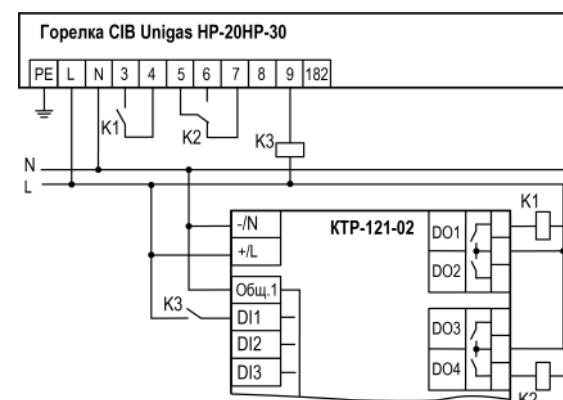 Горелка CIB Unigas HP-20HP-30
PE L N 3 4 5 6 7 8 9 182
K1
K2
K3
N
L
K1
-/N
КТР-121-02
DO1
+/L
DO2
Общ.1
K3
DI1
DO3
DI2
DI3
DO4
K2